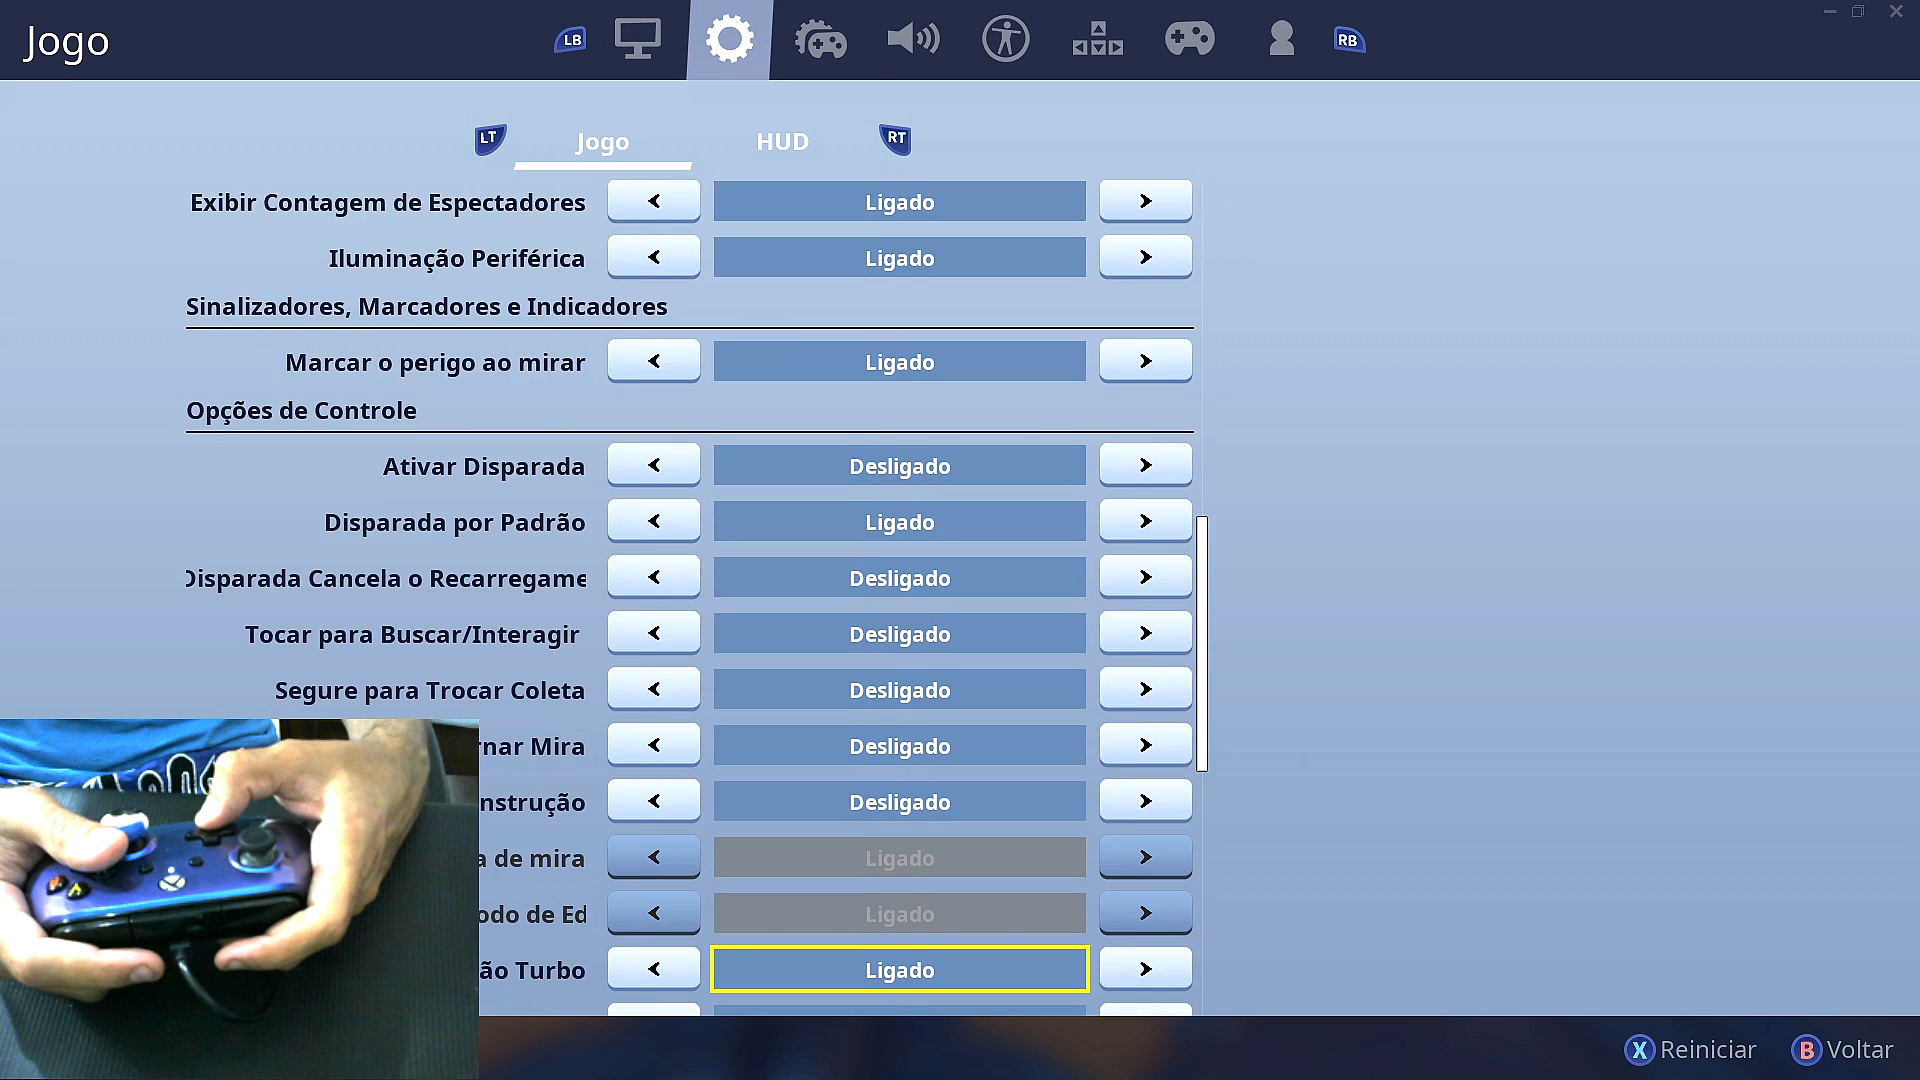 Jogo
LB
RB
LT
Jogo
HUD
RT
Exibir Contagem de Espectadores
Ligado
Iluminação Periférica
Ligado
Sinalizadores, Marcadores e Indicadores
Marcar o perigo ao mirar
Ligado
Opções de Controle
Ativar Disparada
Desligado
Disparada por Padrão
Ligado
Disparada Cancela o Recarregame
Desligado
Tocar para Buscar/Interagir
Desligado
Segure para Trocar Coleta
Desligado
rnar Mira
Desligado
nstrução
Desligado
a de mira
Ligado
odo de Ed
Ligado
ão Turbo
Ligado
X Reiniciar
B Voltar